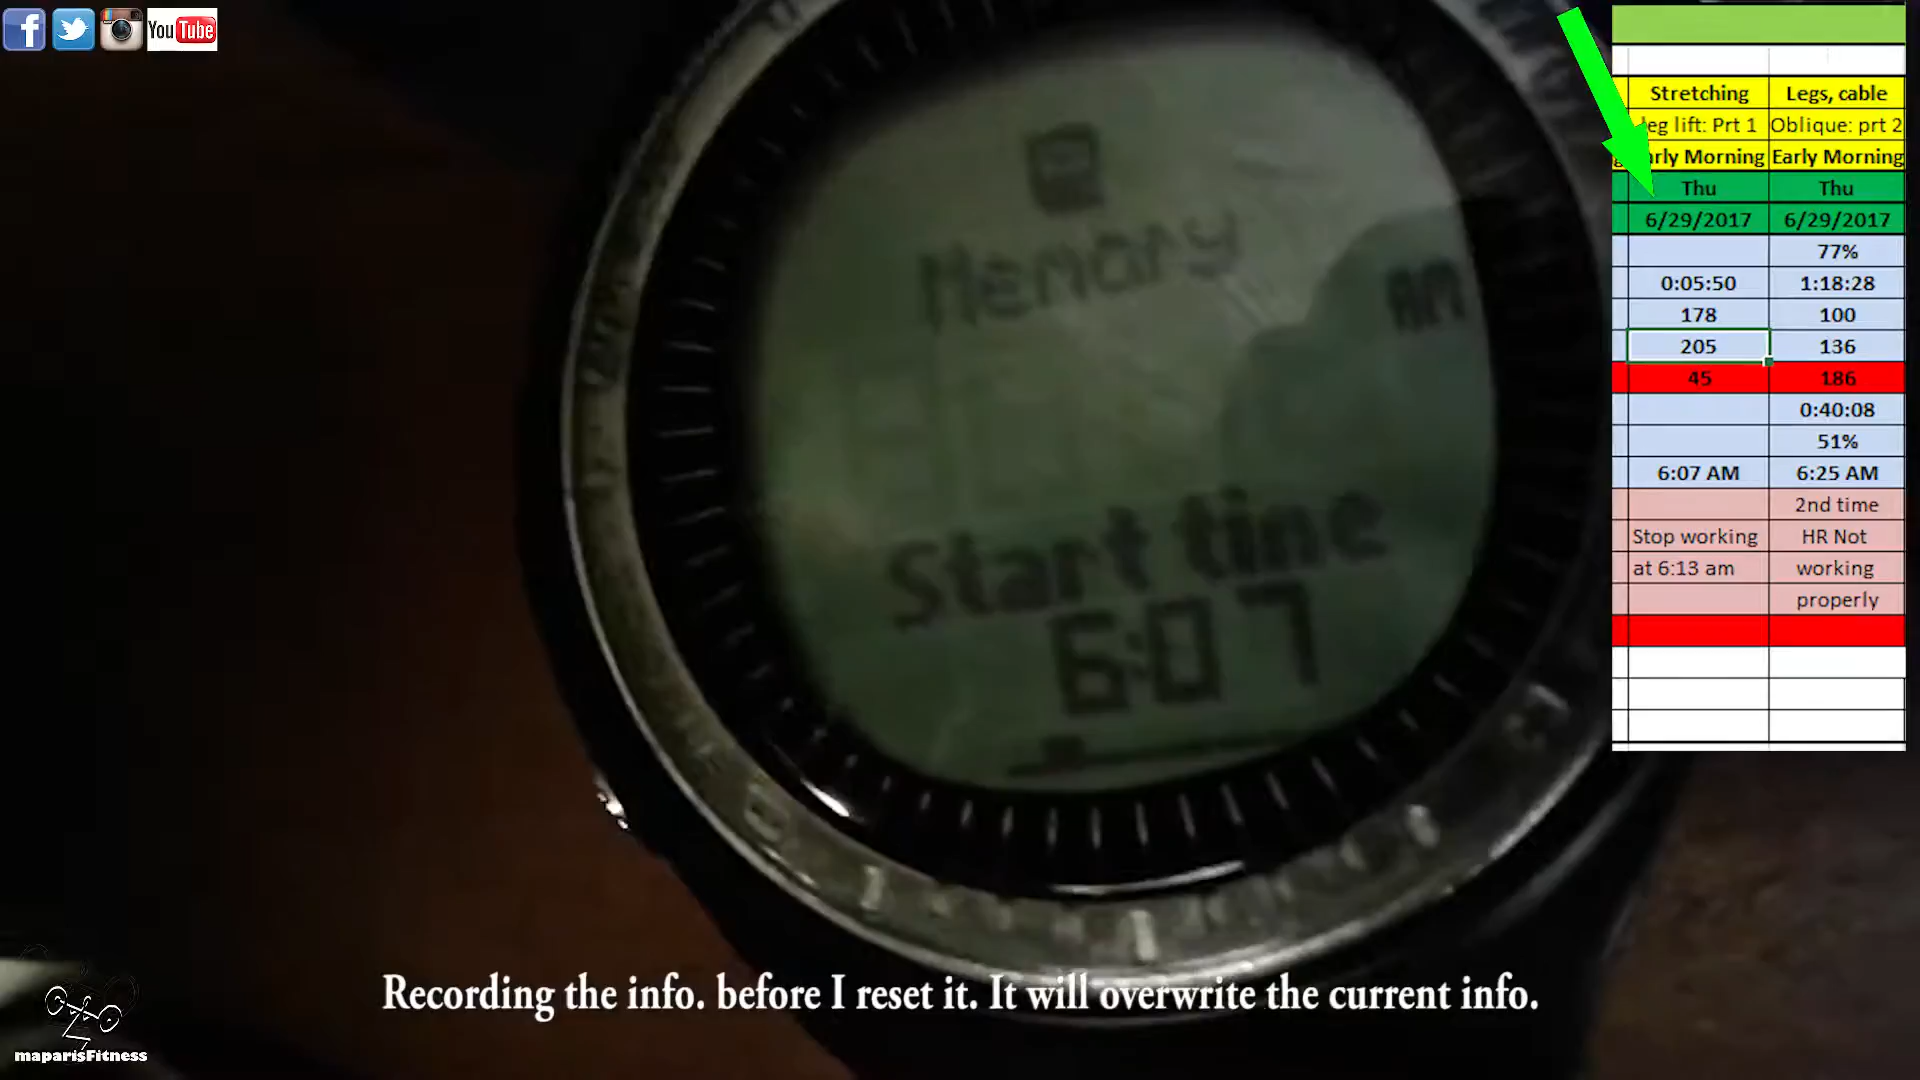 You Tube
Memory
AM
Start time
6:07
Stretching Legs, cable
leg lift: Prt 1 Oblique: prt 2
Early Morning Early Morning
Thu Thu
6/29/2017 6/29/2017
77%
0:05:50 1:18:28
178 100
205 136
45 186
0:40:08
51%
6:07 AM 6:25 AM
2nd time
Stop working HR Not
at 6:13 am working
properly
Recording the info. before I reset it. It will overwrite the current info.
maparisFitness